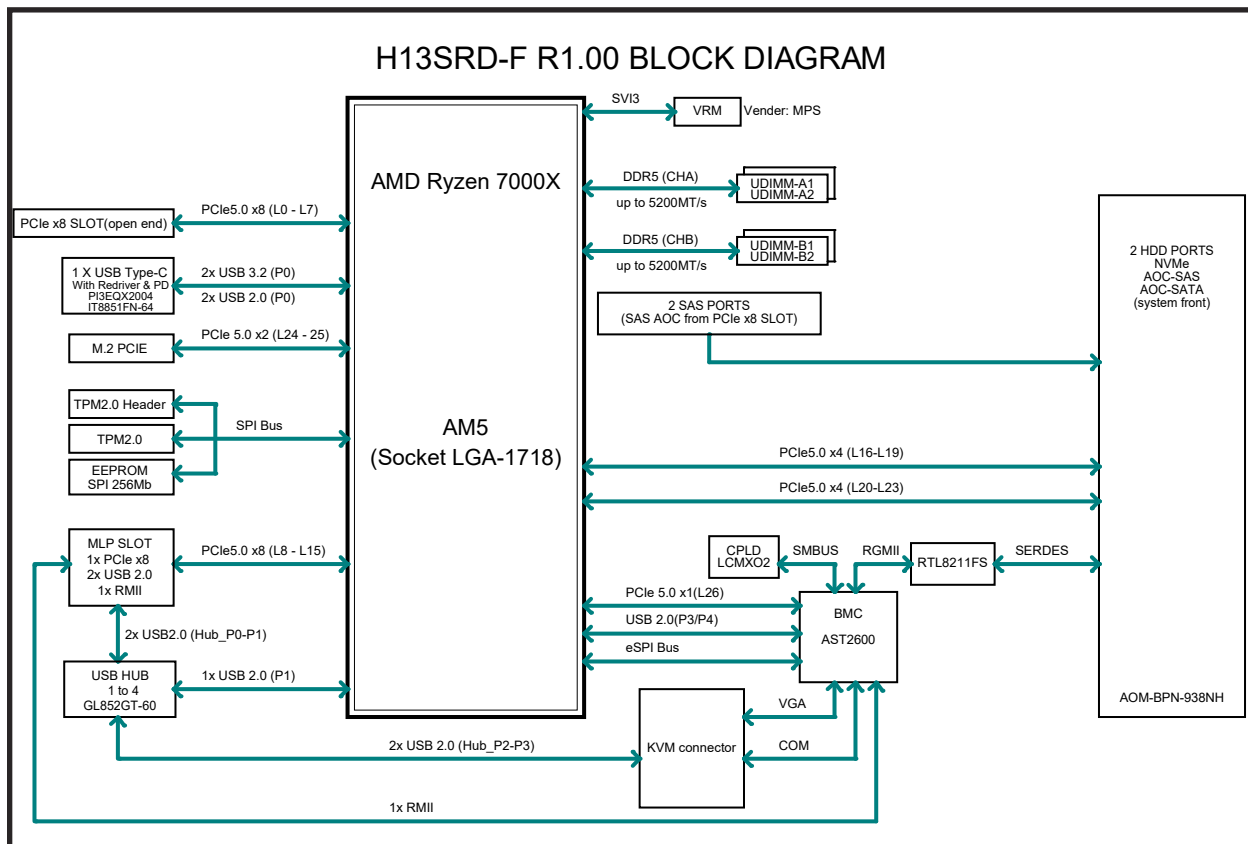 H13SRD-F R1.00 BLOCK DIAGRAM
SVI3
VRM
Vender: MPS
AMD Ryzen 7000X
AM5
(Socket LGA-1718)
DDR5 (CHA)
up to 5200MT/s
UDIMM-A1
UDIMM-A2
DDR5 (CHB)
up to 5200MT/s
UDIMM-B1
UDIMM-B2
PCIe x8 SLOT(open end)
PCIe5.0 x8 (L0 - L7)
1 X USB Type-C
With Redriver & PD
PI3EQX2004
IT8851FN-64
2x USB 3.2 (P0)
2x USB 2.0 (P0)
M.2 PCIE
PCIe 5.0 x2 (L24 - 25)
TPM2.0 Header
TPM2.0
EEPROM
SPI 256Mb
SPI Bus
MLP SLOT
1x PCIe x8
2x USB 2.0
1x RMII
PCIe5.0 x8 (L8 - L15)
2x USB2.0 (Hub_P0-P1)
USB HUB
1 to 4
GL852GT-60
1x USB 2.0 (P1)
2x USB 2.0 (Hub_P2-P3)
1x RMII
2 SAS PORTS
(SAS AOC from PCIe x8 SLOT)
2 HDD PORTS
NVMe
AOC-SAS
AOC-SATA
(system front)
AOM-BPN-938NH
PCIe5.0 x4 (L16-L19)
PCIe5.0 x4 (L20-L23)
CPLD
LCMXO2
SMBUS
RGMII
RTL8211FS
SERDES
PCIe 5.0 x1(L26)
USB 2.0(P3/P4)
eSPI Bus
BMC
AST2600
VGA
COM
KVM connector